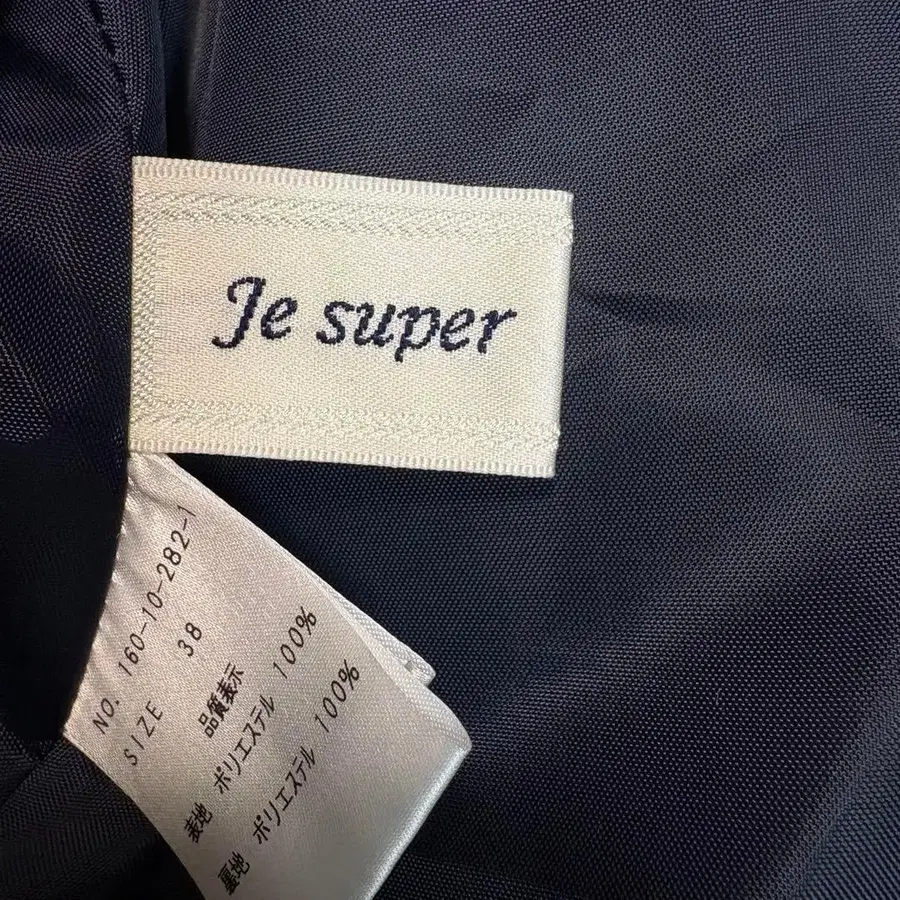 Je super
NO. 160-10-282-1
SIZE 38
品質表示
表地 ポリエステル 100%
裏地 ポリエステル 100%